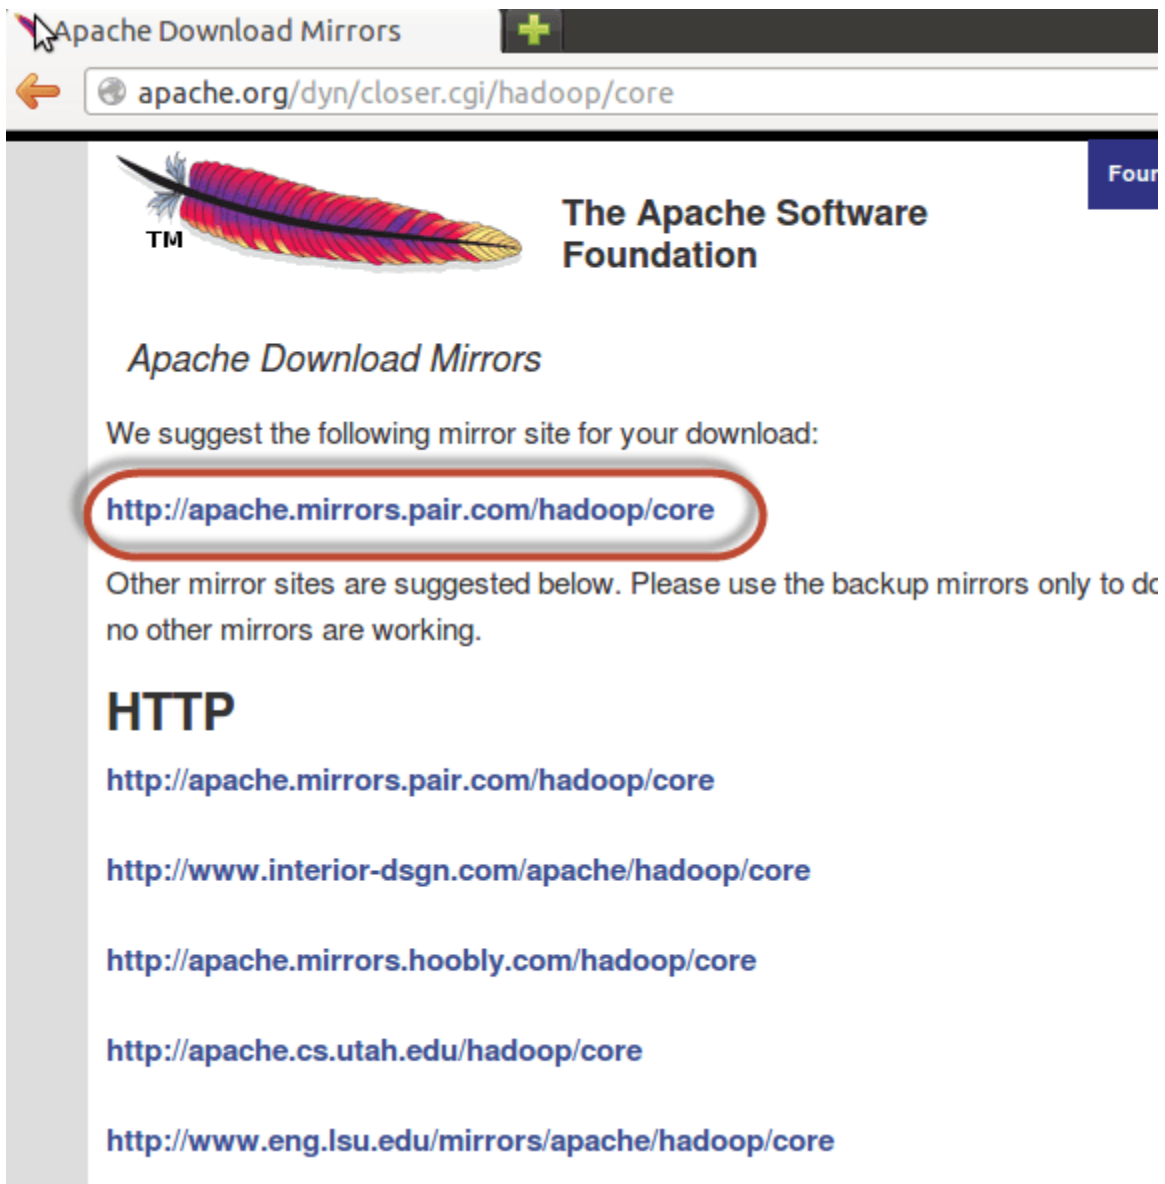 Apache Download Mirrors
apache.org/dyn/closer.cgi/hadoop/core
TM
The Apache Software
Foundation
Apache Download Mirrors
We suggest the following mirror site for your download:
http://apache.mirrors.pair.com/hadoop/core
Other mirror sites are suggested below. Please use the backup mirrors only to
no other mirrors are working.
HTTP
http://apache.mirrors.pair.com/hadoop/core
http://www.interior-dsgn.com/apache/hadoop/core
http://apache.mirrors.hoobly.com/hadoop/core
http://apache.cs.utah.edu/hadoop/core
http://www.eng.lsu.edu/mirrors/apache/hadoop/core